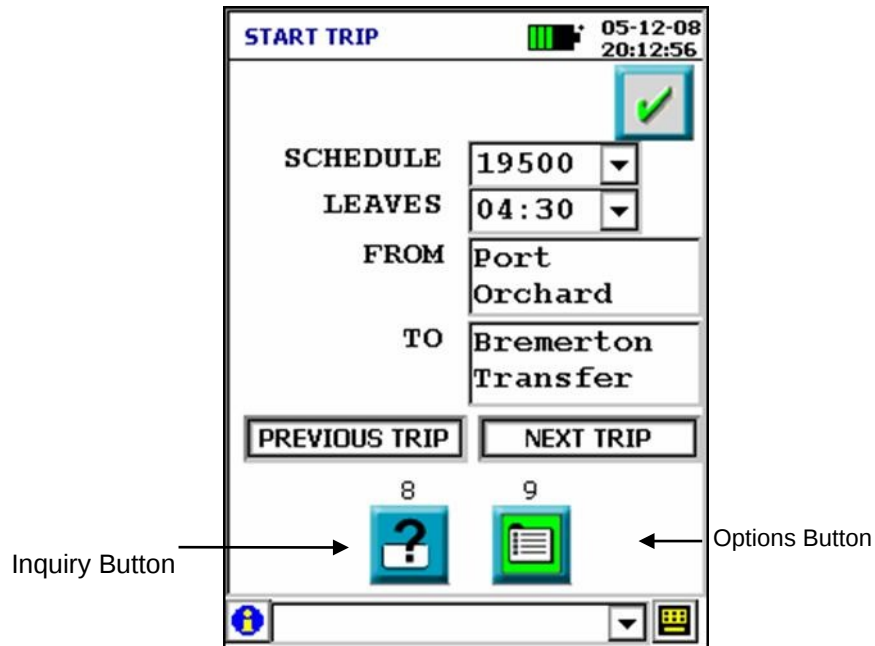 START TRIP
05-12-08
20:12:56
SCHEDULE 19500
LEAVES 04:30
FROM Port
Orchard
TO Bremerton
Transfer
PREVIOUS TRIP NEXT TRIP
8 9
?
Inquiry Button
Options Button
i